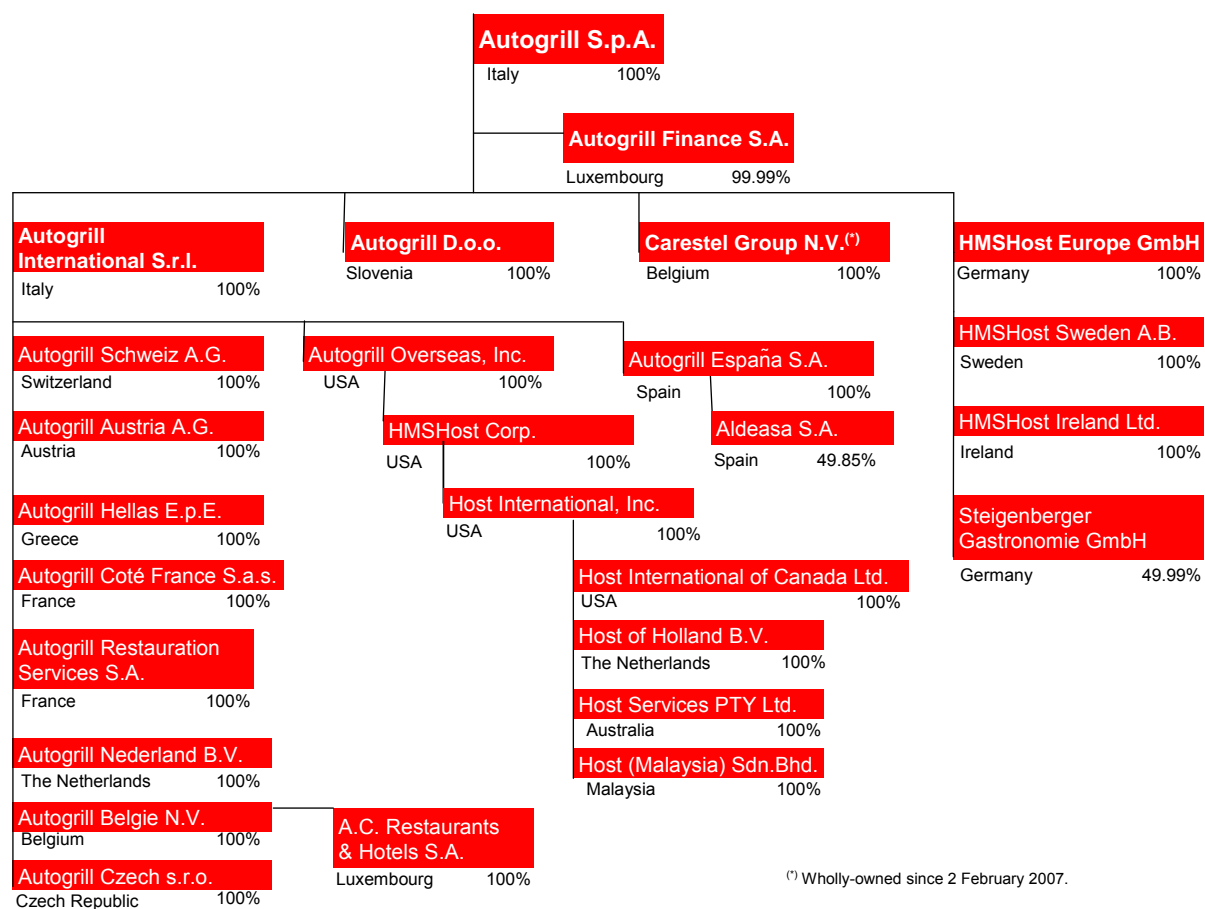 Autogrill S.p.A.
Italy 100%
Autogrill Finance S.A.
Luxembourg 99.99%
Autogrill
International S.r.l.
Italy 100%
Autogrill D.o.o.
Slovenia 100%
Carestel Group N.V.(*)
Belgium 100%
HMSHost Europe GmbH
Germany 100%
Autogrill Schweiz A.G.
Switzerland 100%
Autogrill Overseas, Inc.
USA 100%
Autogrill España S.A.
Spain 100%
HMSHost Sweden A.B.
Sweden 100%
Autogrill Austria A.G.
Austria 100%
HMSHost Corp.
USA 100%
Aldeasa S.A.
Spain 49.85%
HMSHost Ireland Ltd.
Ireland 100%
Autogrill Hellas E.p.E.
Greece 100%
Host International, Inc.
USA 100%
Steigenberger
Gastronomie GmbH
Germany 49.99%
Autogrill Coté France S.a.s.
France 100%
Host International of Canada Ltd.
USA 100%
Autogrill Restauration
Services S.A.
France 100%
Host of Holland B.V.
The Netherlands 100%
Host Services PTY Ltd.
Australia 100%
Autogrill Nederland B.V.
The Netherlands 100%
Host (Malaysia) Sdn.Bhd.
Malaysia 100%
Autogrill Belgie N.V.
Belgium 100%
A.C. Restaurants
& Hotels S.A.
Luxembourg 100%
Autogrill Czech s.r.o.
Czech Republic 100%
(*) Wholly-owned since 2 February 2007.